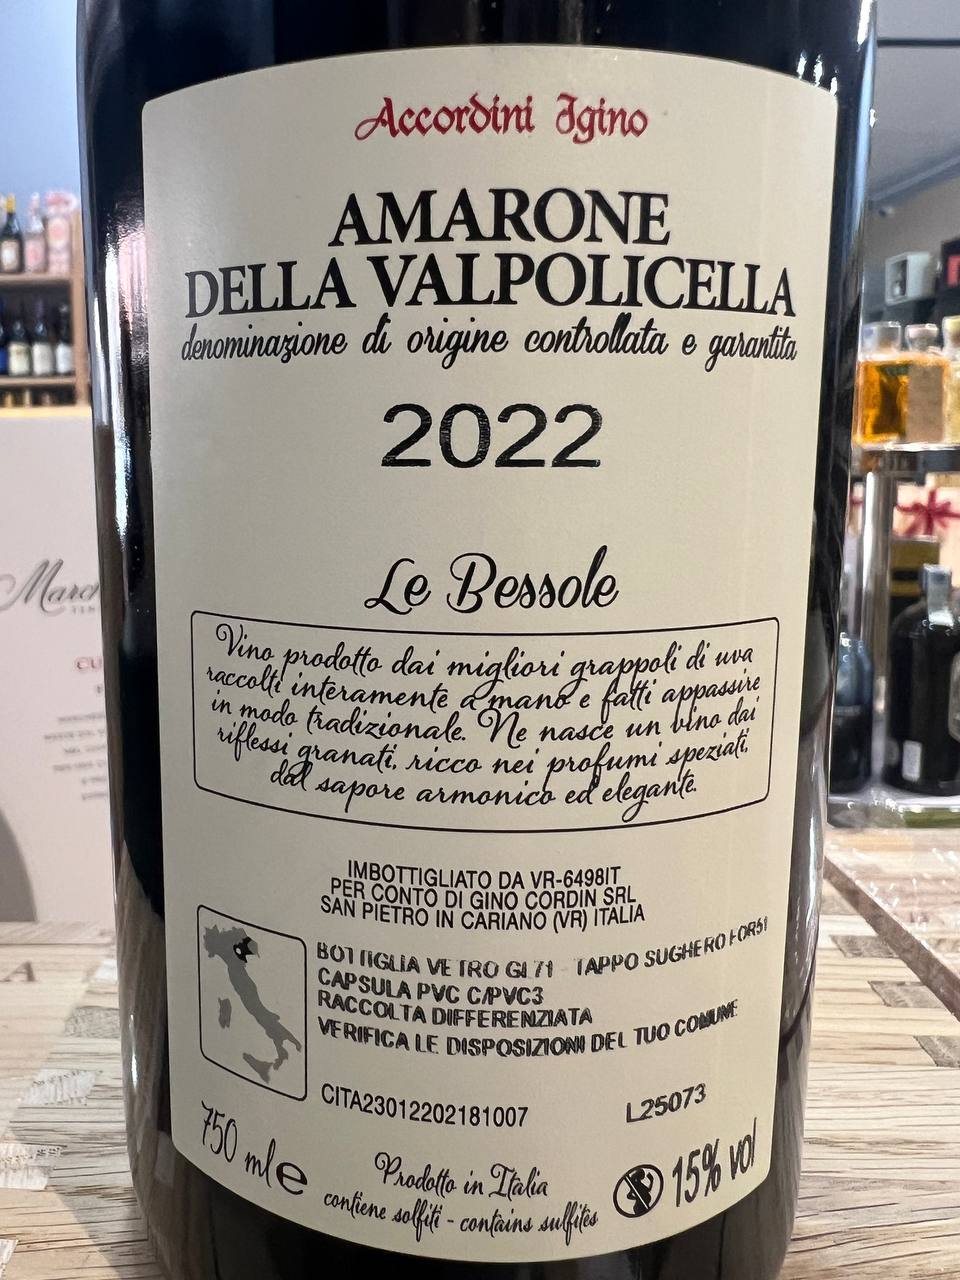 Accordini Igino
AMARONE
DELLA VALPOLICELLA
denominazione di origine controllata e garantita
2022
Le Bessole
Vino prodotto dai migliori grappoli di uva
raccolti interamente a mano e fatti appassire
in modo tradizionale. Ne nasce un vino dai
riflessi granati, ricco nei profumi speziati,
dal sapore armonico ed elegante.
IMBOTTIGLIATO DA VR-6498IT
PER CONTO DI GINO CORDIN SRL
SAN PIETRO IN CARIANO (VR) ITALIA
BOTTIGLIA VETRO GL71 TAPPO SUGHERO FOR51
CAPSULA PVC C/PVC3
RACCOLTA DIFFERENZIATA
VERIFICA LE DISPOSIZIONI DEL TUO COMUNE
CITA23012202181007
L25073
750 ml e
Prodotto in Italia
contiene solfiti - contains sulfites
15% vol